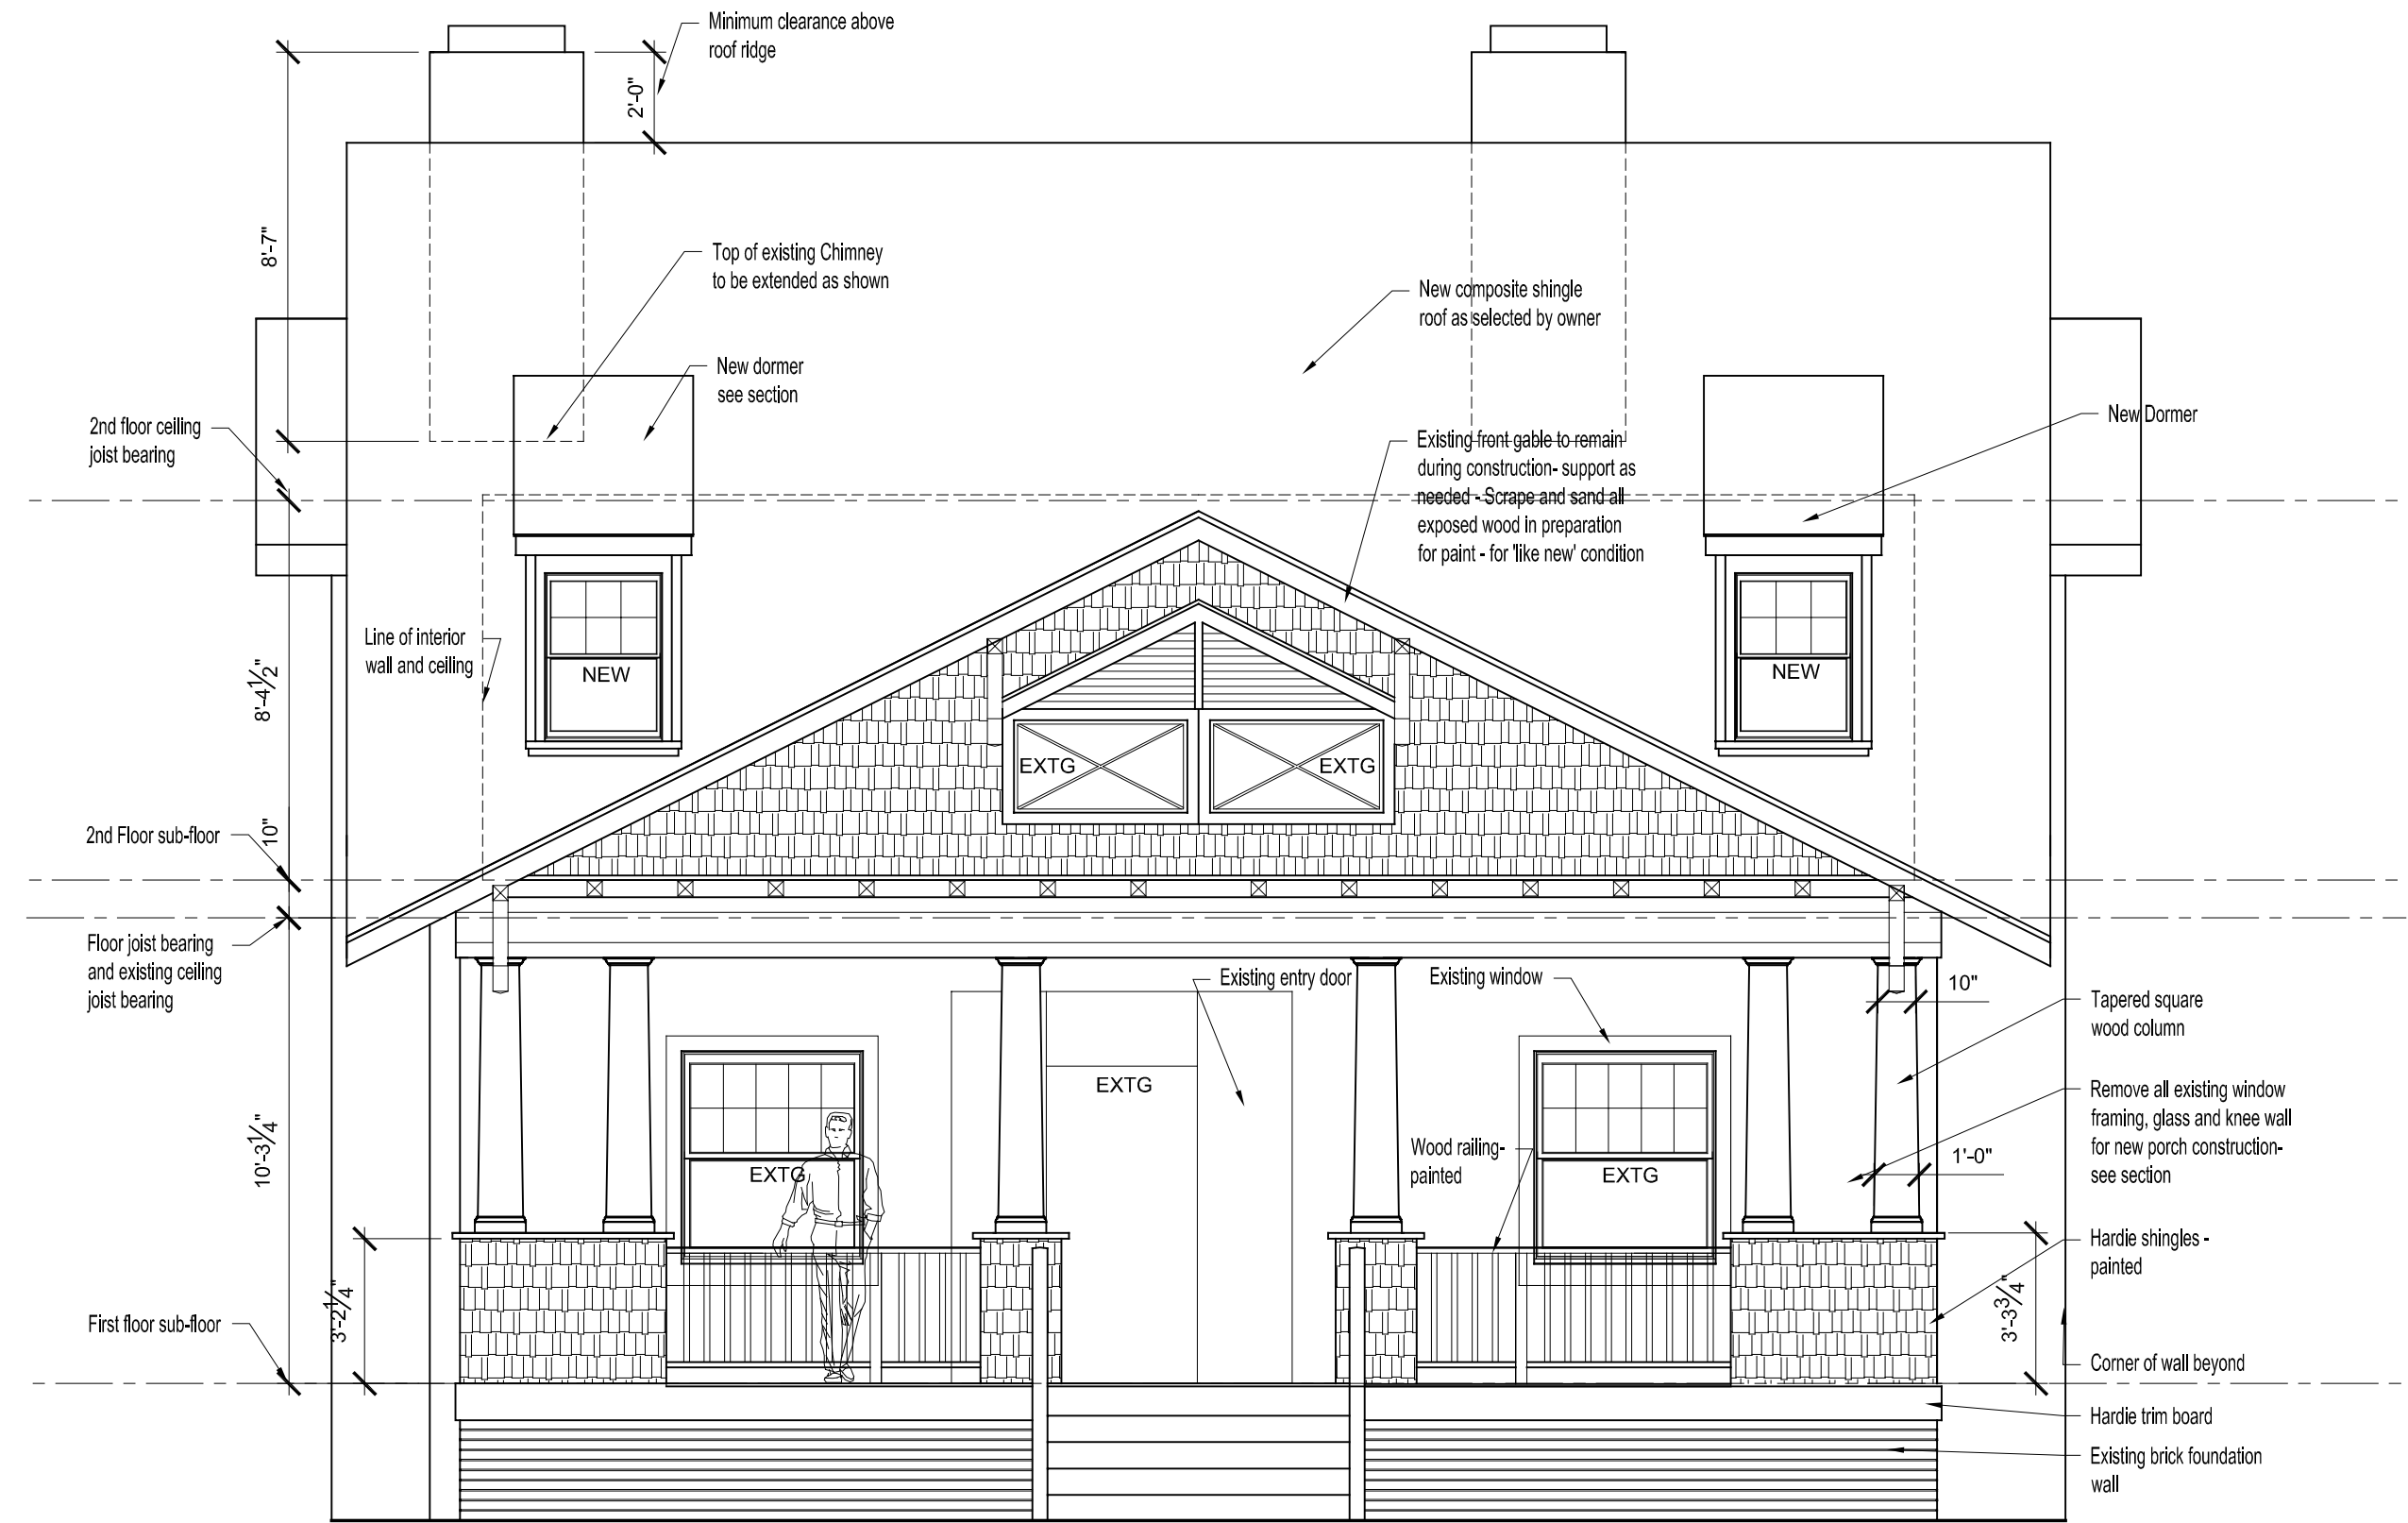 Minimum clearance above
roof ridge
2'-0"
8'-7"
Top of existing Chimney
to be extended as shown
New composite shingle
roof as selected by owner
New dormer
see section
New Dormer
2nd floor ceiling
joist bearing
Existing front gable to remain
during construction- support as
needed - Scrape and sand all
exposed wood in preparation
for paint - for 'like new' condition
Line of interior
wall and ceiling
NEW
NEW
8'-4½"
EXTG
EXTG
10"
2nd Floor sub-floor
Floor joist bearing
and existing ceiling
joist bearing
Existing entry door
Existing window
10"
Tapered square
wood column
EXTG
Remove all existing window
framing, glass and knee wall
for new porch construction-
see section
10'-3¼"
Wood railing-
painted
1'-0"
EXTG
EXTG
Hardie shingles -
painted
3'-2¼"
3'-3¾"
First floor sub-floor
Corner of wall beyond
Hardie trim board
Existing brick foundation
wall